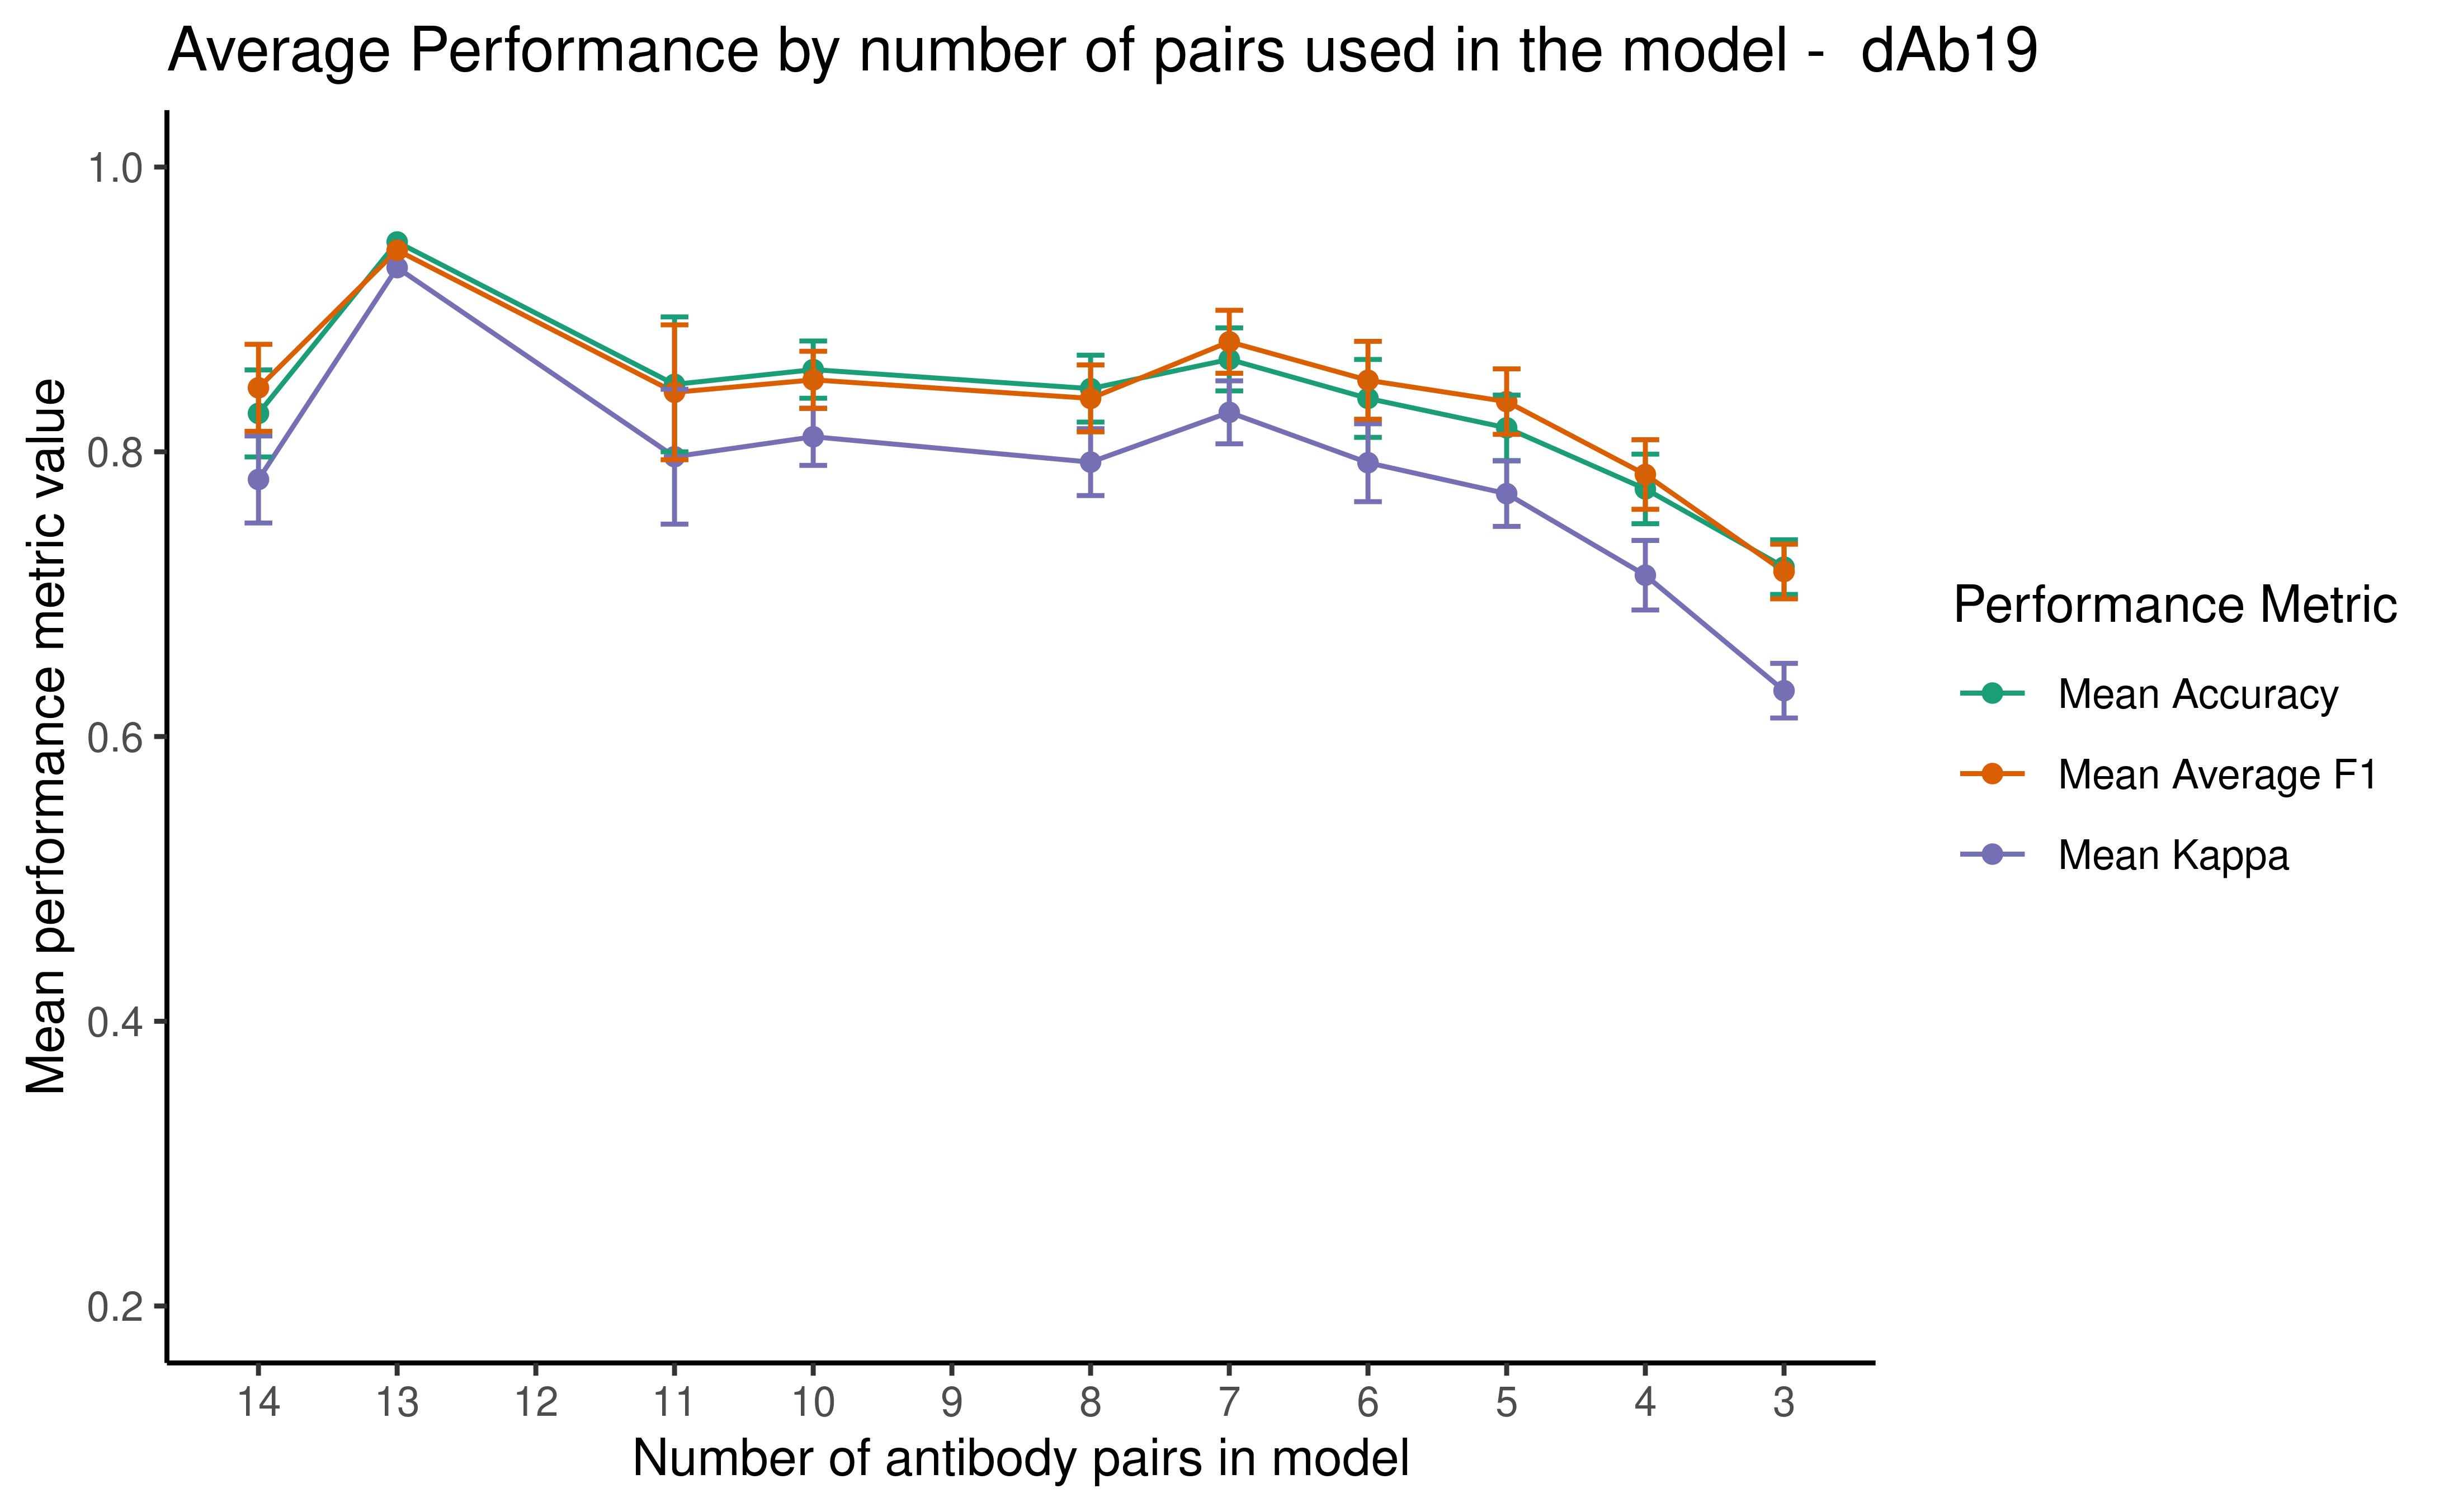 Average Performance by number of pairs used in the model -  dAb19
Mean performance metric value
1.0
0.8
0.6
0.4
0.2
14 13 12 11 10 9 8 7 6 5 4 3
Number of antibody pairs in model
Performance Metric
Mean Accuracy
Mean Average F1
Mean Kappa